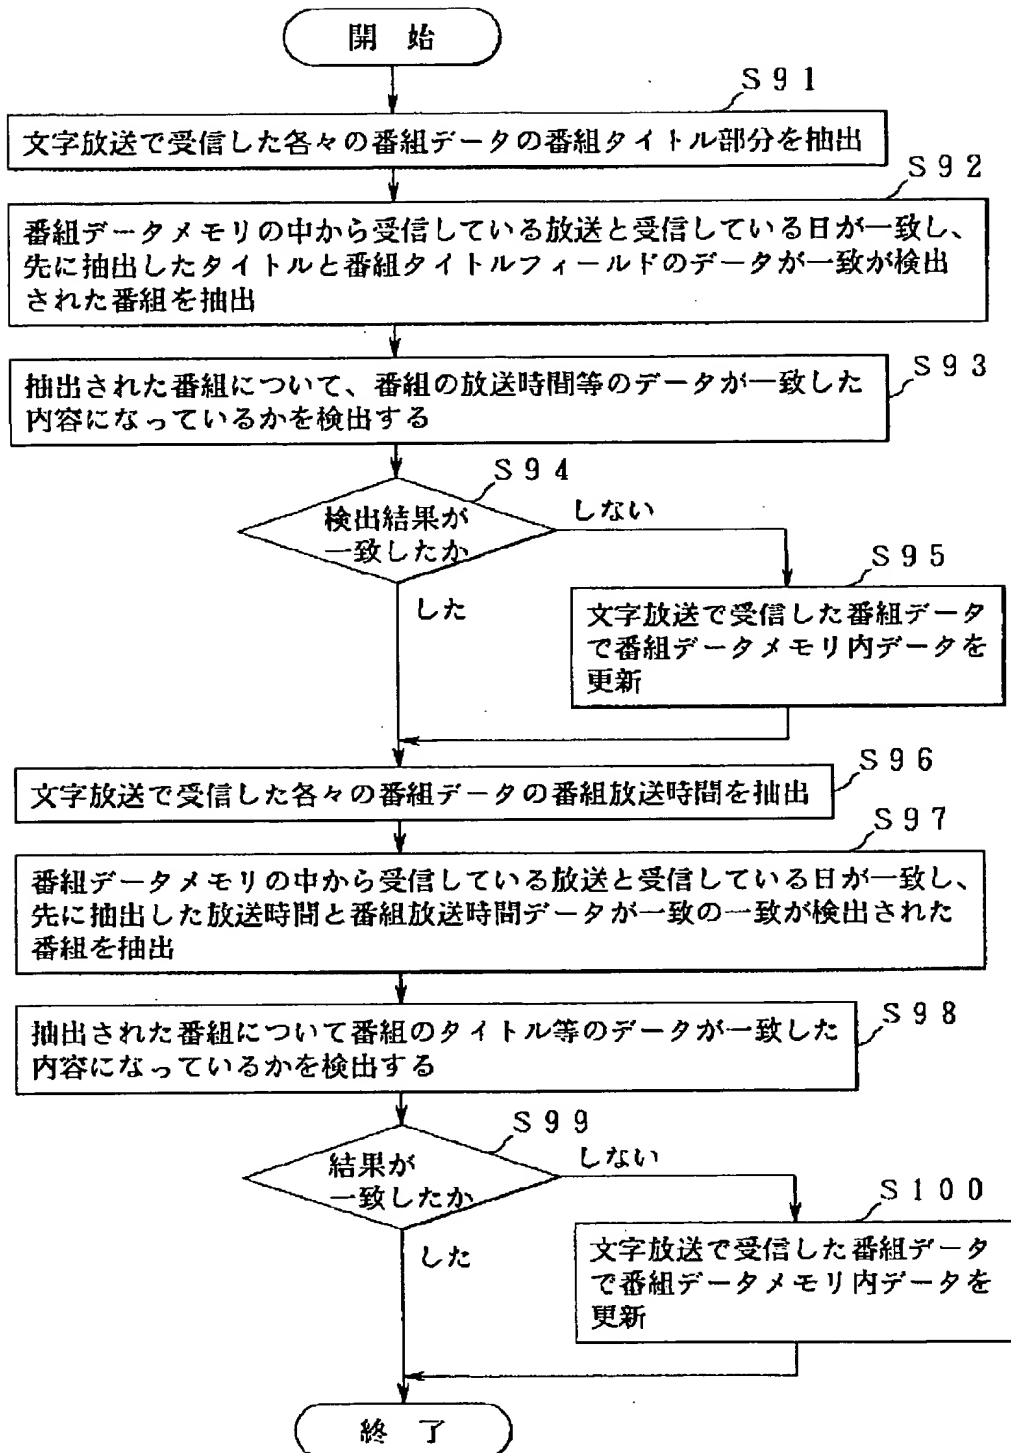 開 始
S91
文字放送で受信した各々の番組データの番組タイトル部分を抽出
S92
番組データメモリの中から受信している放送と受信している日が一致し、
先に抽出したタイトルと番組タイトルフィールドのデータが一致が検出
された番組を抽出
S93
抽出された番組について、番組の放送時間等のデータが一致した
内容になっているかを検出する
S94
検出結果が
一致したか
しない
した
S95
文字放送で受信した番組データ
で番組データメモリ内データを
更新
S96
文字放送で受信した各々の番組データの番組放送時間を抽出
S97
番組データメモリの中から受信している放送と受信している日が一致し、
先に抽出した放送時間と番組放送時間データが一致の一致が検出された
番組を抽出
S98
抽出された番組について番組のタイトル等のデータが一致した
内容になっているかを検出する
S99
結果が
一致したか
しない
した
S100
文字放送で受信した番組データ
で番組データメモリ内データを
更新
終 了